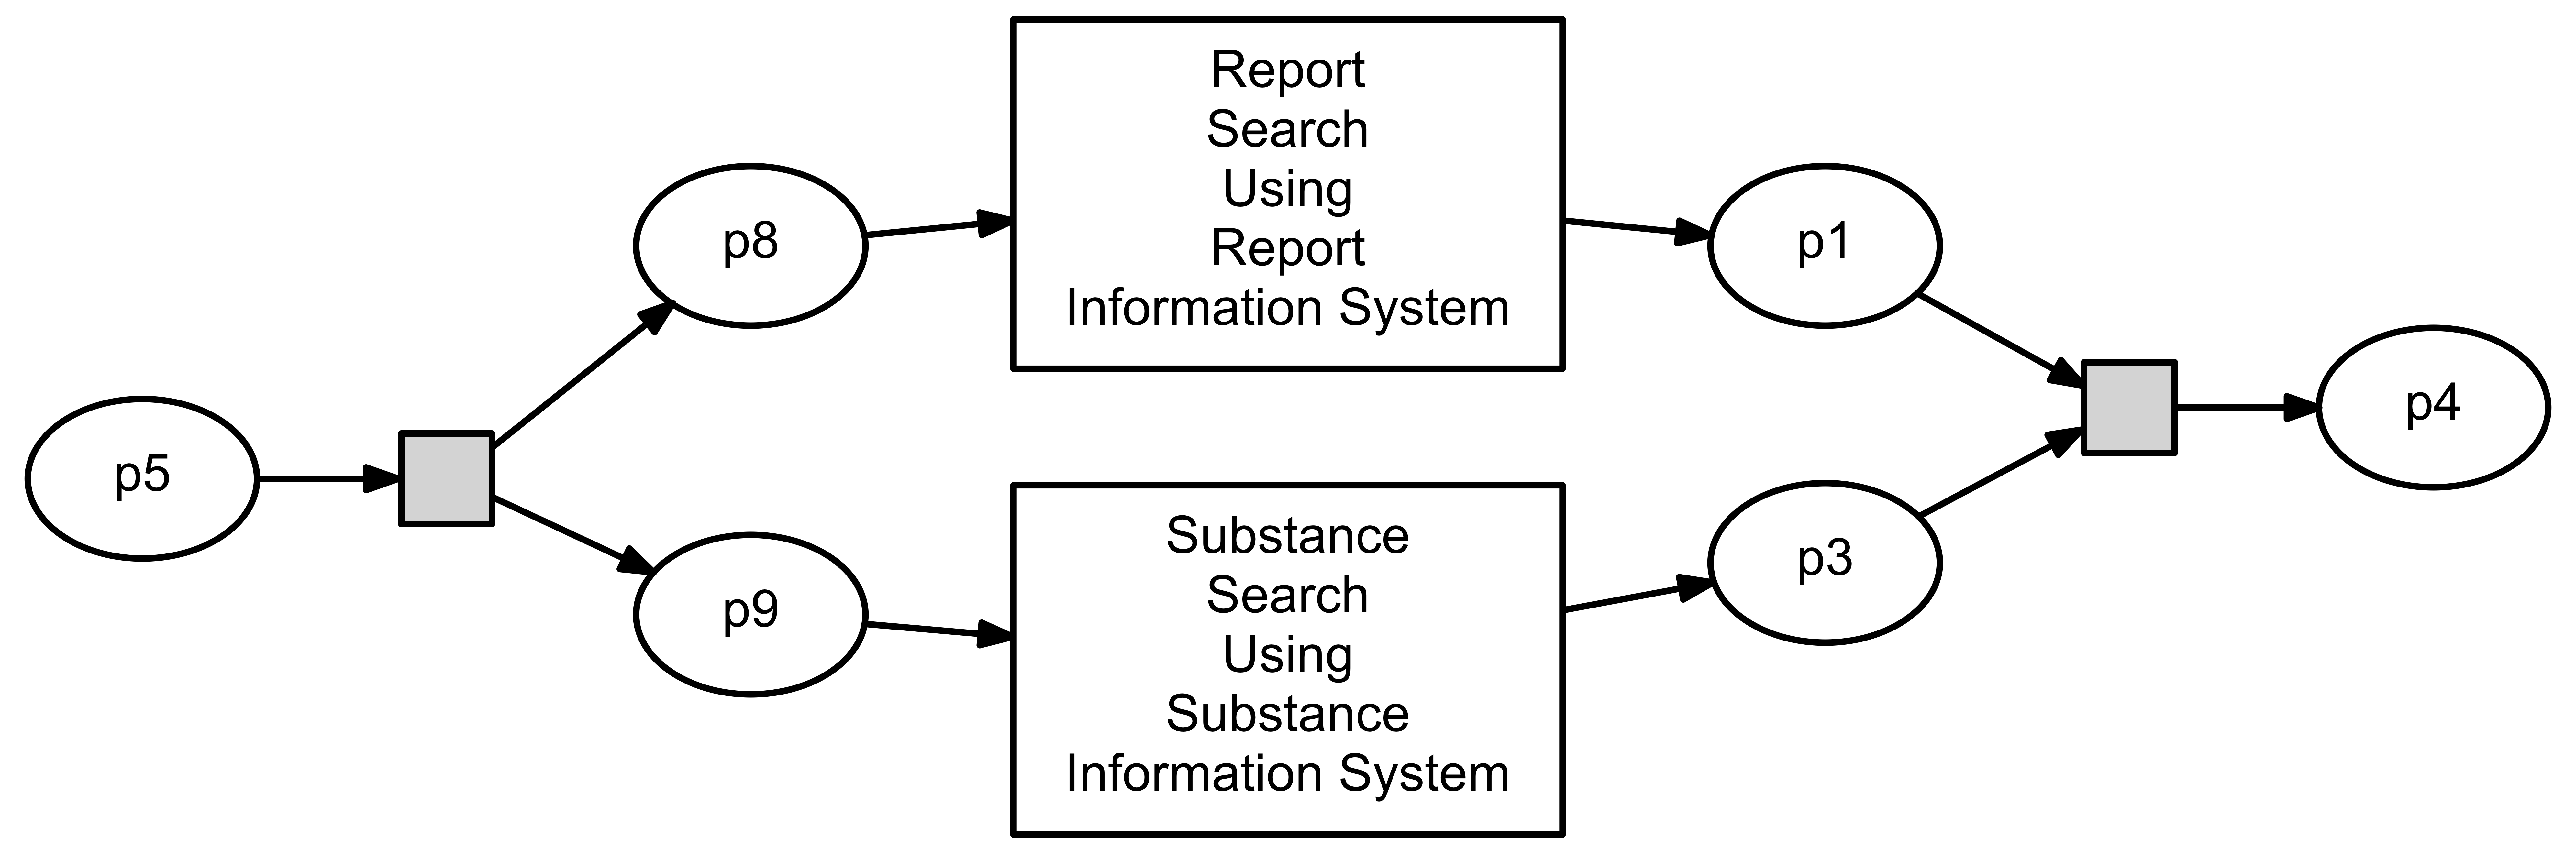 p5
p8
p9
Report
Search
Using
Report
Information System
Substance
Search
Using
Substance
Information System
p1
p3
p4